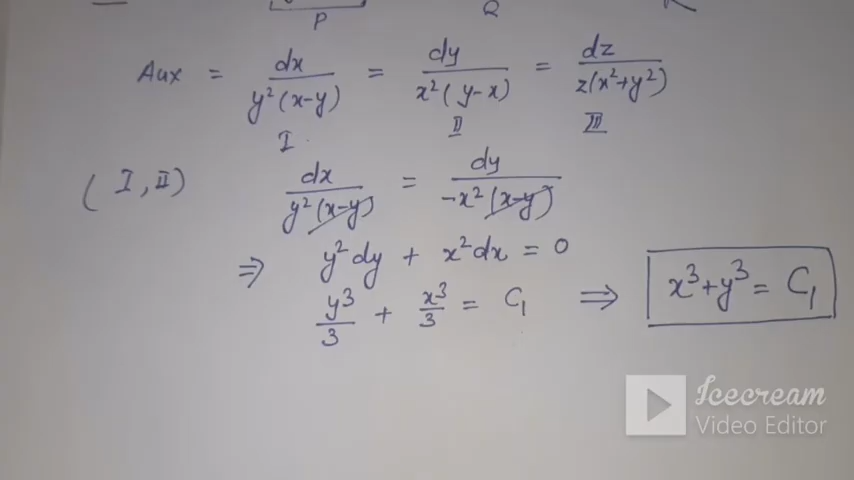 P Q R
Aux = dx/y²(x-y) = dy/x²(y-x) = dz/z(x²+y²)
I II III
(I, II) dx/y²(x-y) = dy/-x²(x-y)
⇒ y²dy + x²dx = 0
y³/3 + x³/3 = C₁ ⇒ x³+y³ = C₁
Icecream
Video Editor